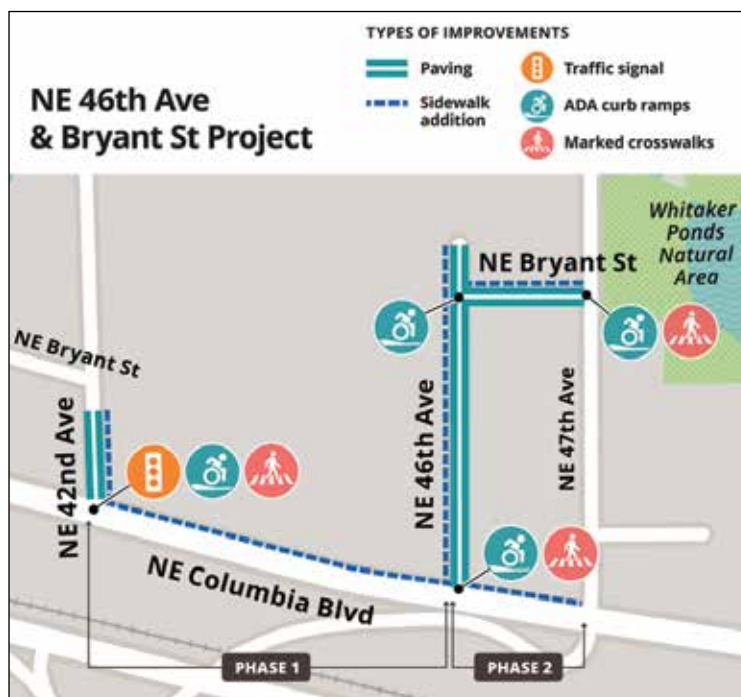 TYPES OF IMPROVEMENTS
NE 46th Ave
& Bryant St Project
Paving
Sidewalk
addition
Traffic signal
ADA curb ramps
Marked crosswalks
Whitaker
Ponds
Natural
Area
NE Bryant St
NE Bryant St
NE 42nd Ave
NE 46th Ave
NE 47th Ave
NE Columbia Blvd
PHASE 1
PHASE 2